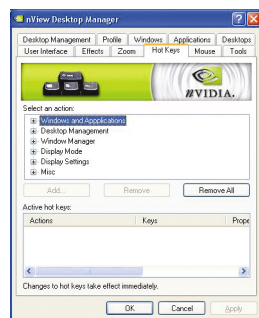 nView Desktop Manager
Desktop Management Profile Windows Applications Desktops
User Interface Effects Zoom Hot Keys Mouse Tools
nVIDIA.
Select an action:
Windows and Applications
Desktop Management
Window Manager
Display Mode
Display Settings
Misc
Add... Remove Remove All
Active hot keys:
Actions Keys Prope
Changes to hot keys take effect immediately.
OK Cancel Apply